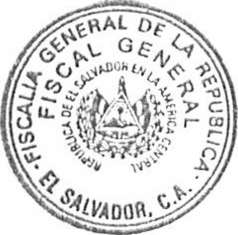 FISCALIA GENERAL DE LA REPUBLICA
FISCAL GENERAL
REPUBLICA DE EL SALVADOR EN LA AMERICA CENTRAL
EL SALVADOR, C.A.